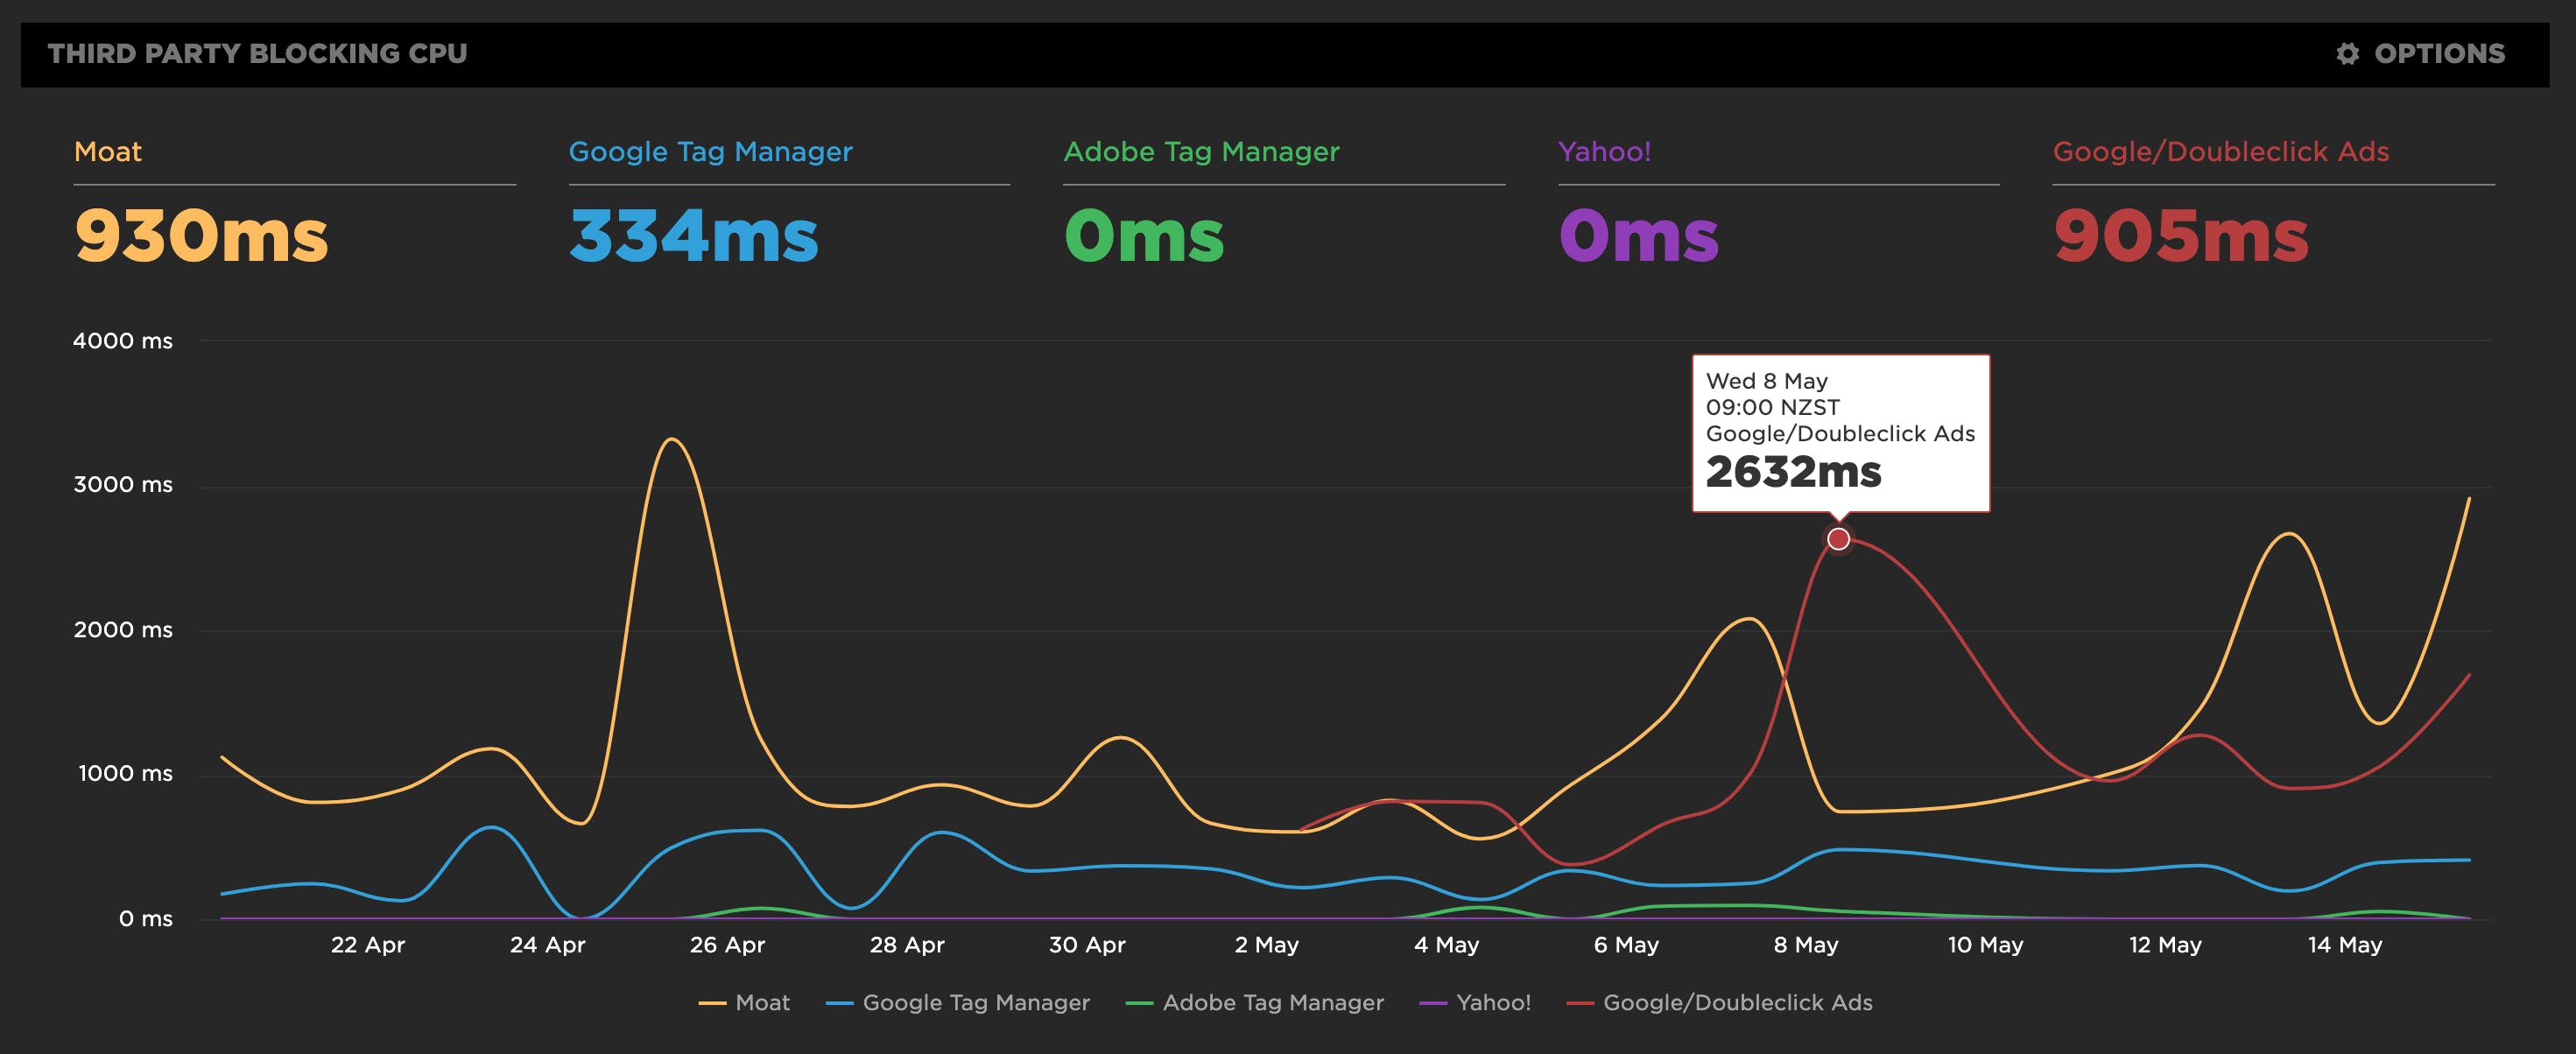 THIRD PARTY BLOCKING CPU
OPTIONS
Moat
Google Tag Manager
Adobe Tag Manager
Yahoo!
Google/Doubleclick Ads
930ms
334ms
0ms
0ms
905ms
4000 ms
3000 ms
2000 ms
1000 ms
0 ms
Wed 8 May
09:00 NZST
Google/Doubleclick Ads
2632ms
22 Apr
24 Apr
26 Apr
28 Apr
30 Apr
2 May
4 May
6 May
8 May
10 May
12 May
14 May
Moat
Google Tag Manager
Adobe Tag Manager
Yahoo!
Google/Doubleclick Ads